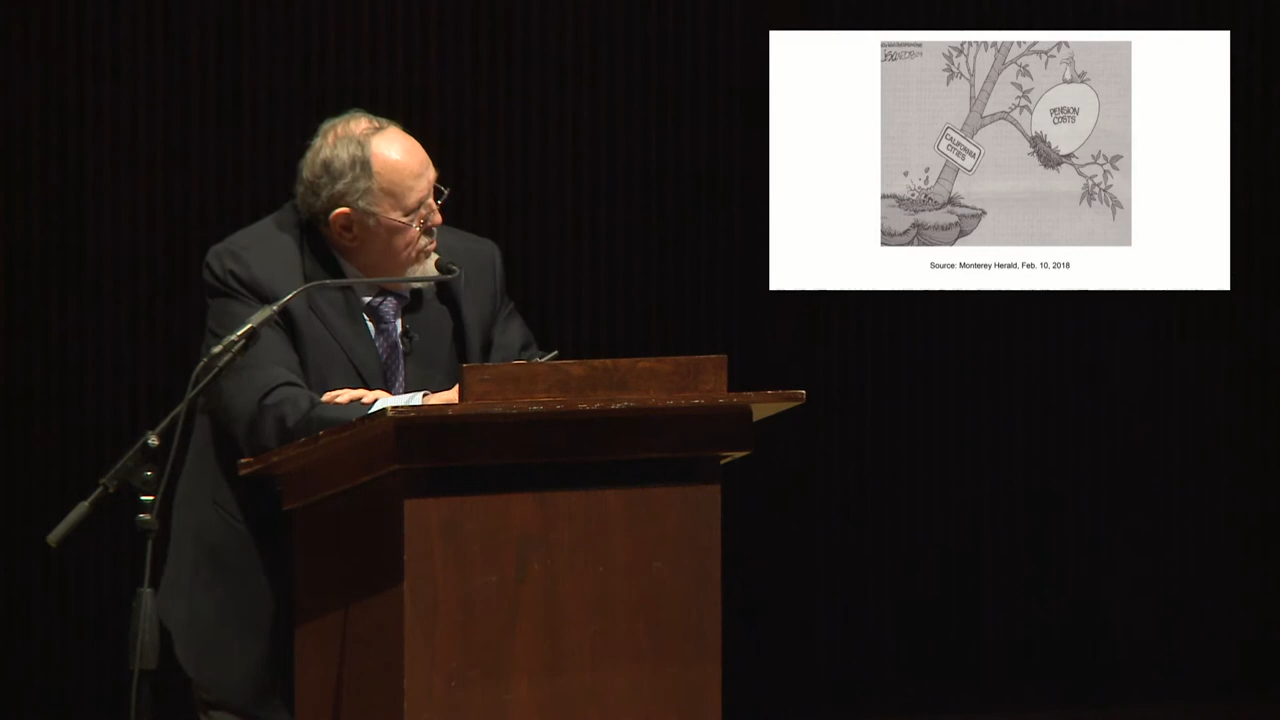 PENSION
COSTS
CALIFORNIA
CITIES
Source: Monterey Herald, Feb. 10, 2018